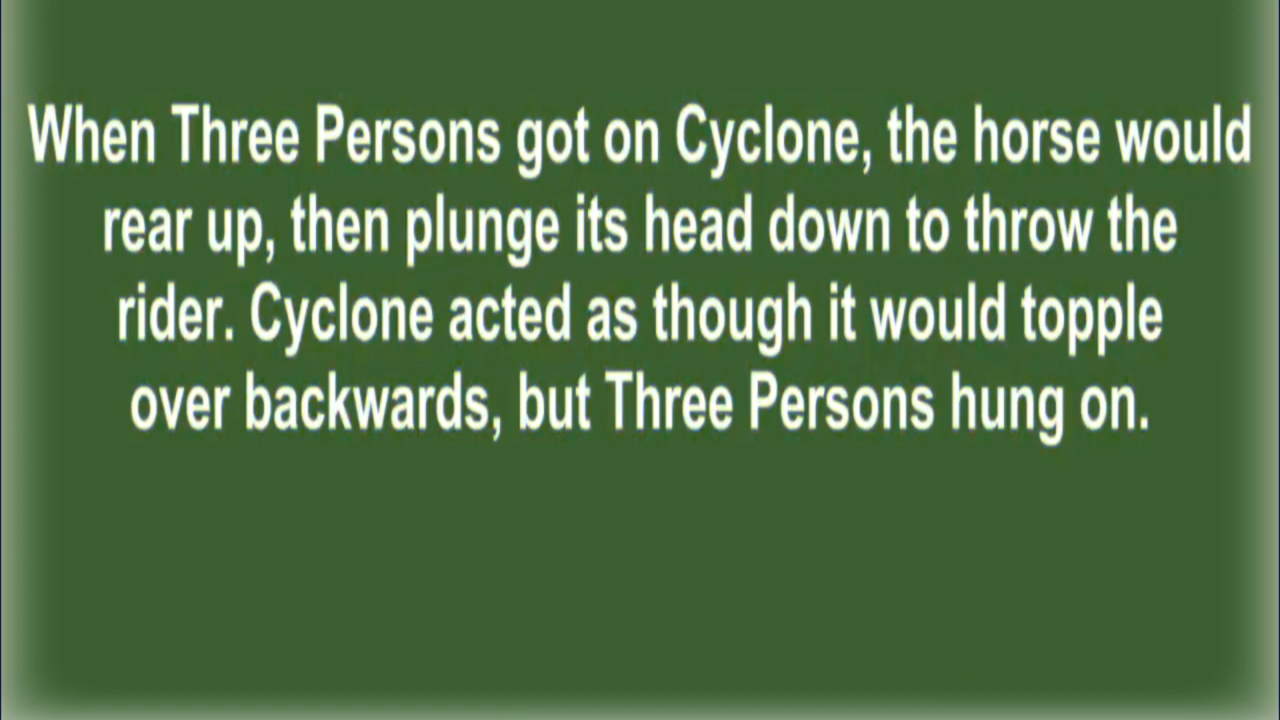 When Three Persons got on Cyclone, the horse would
rear up, then plunge its head down to throw the
rider. Cyclone acted as though it would topple
over backwards, but Three Persons hung on.